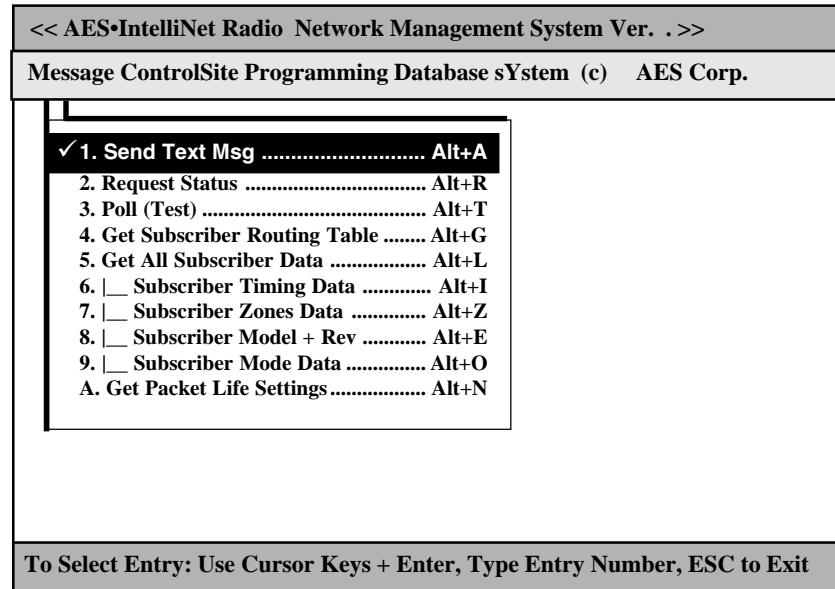 << AES•IntelliNet Radio Network Management System Ver. . >>
Message ControlSite Programming Database sYstem (c) AES Corp.
✓1. Send Text Msg ............................ Alt+A
2. Request Status .................................. Alt+R
3. Poll (Test) .......................................... Alt+T
4. Get Subscriber Routing Table ........ Alt+G
5. Get All Subscriber Data .................. Alt+L
6. |__ Subscriber Timing Data ............. Alt+I
7. |__ Subscriber Zones Data .............. Alt+Z
8. |__ Subscriber Model + Rev ............ Alt+E
9. |__ Subscriber Mode Data ............... Alt+O
A. Get Packet Life Settings .................. Alt+N
To Select Entry: Use Cursor Keys + Enter, Type Entry Number, ESC to Exit